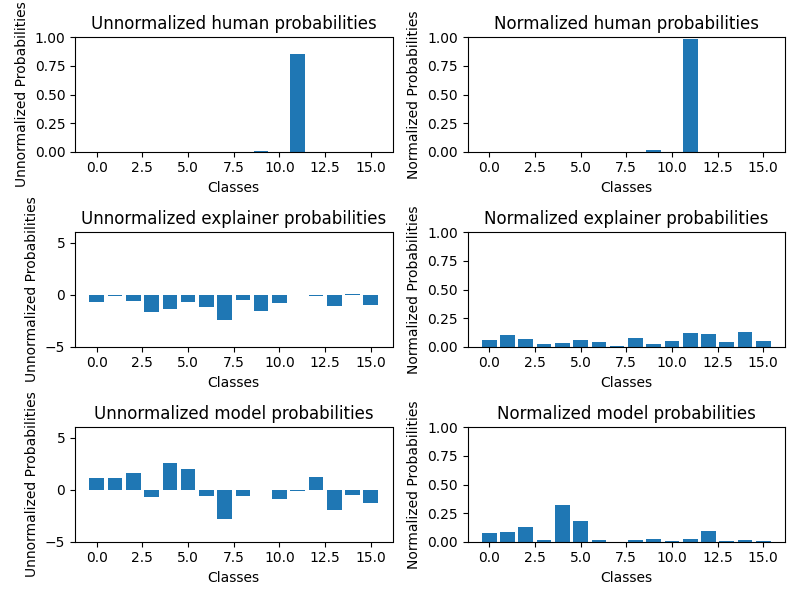 Unnormalized human probabilities
Unnormalized Probabilities
1.00
0.75
0.50
0.25
0.00
0.0 2.5 5.0 7.5 10.0 12.5 15.0
Classes
Normalized human probabilities
Normalized Probabilities
1.00
0.75
0.50
0.25
0.00
0.0 2.5 5.0 7.5 10.0 12.5 15.0
Classes
Unnormalized explainer probabilities
Unnormalized Probabilities
5
0
−5
0.0 2.5 5.0 7.5 10.0 12.5 15.0
Classes
Normalized explainer probabilities
Normalized Probabilities
1.00
0.75
0.50
0.25
0.00
0.0 2.5 5.0 7.5 10.0 12.5 15.0
Classes
Unnormalized model probabilities
Unnormalized Probabilities
5
0
−5
0.0 2.5 5.0 7.5 10.0 12.5 15.0
Classes
Normalized model probabilities
Normalized Probabilities
1.00
0.75
0.50
0.25
0.00
0.0 2.5 5.0 7.5 10.0 12.5 15.0
Classes